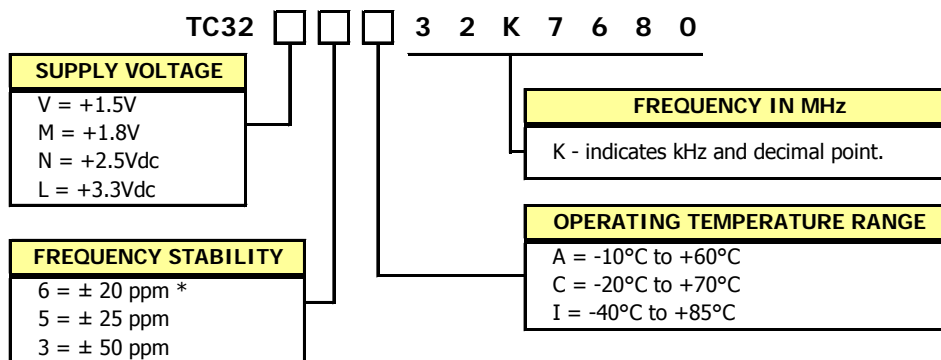 TC32 3 2 K 7 6 8 0
SUPPLY VOLTAGE
V = +1.5V
M = +1.8V
N = +2.5Vdc
L = +3.3Vdc
FREQUENCY IN MHz
K - indicates kHz and decimal point.
OPERATING TEMPERATURE RANGE
A = -10°C to +60°C
C = -20°C to +70°C
I = -40°C to +85°C
FREQUENCY STABILITY
6 = ± 20 ppm *
5 = ± 25 ppm
3 = ± 50 ppm